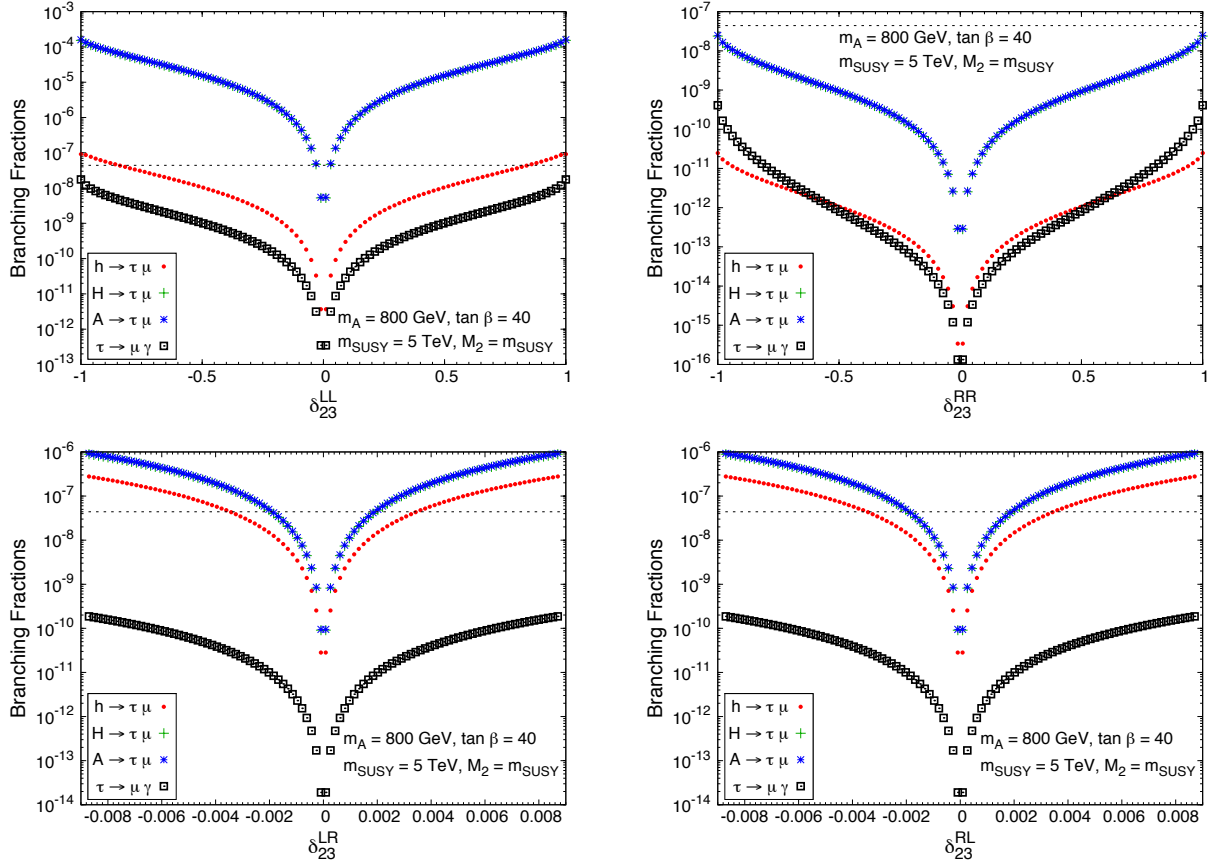 Branching Fractions
10^-1
10^-3
10^-4
10^-5
10^-6
10^-7
10^-8
10^-9
10^-10
10^-11
10^-12
10^-13
h → τ μ
H → τ μ
A → τ μ
τ → μ γ
m_A = 800 GeV, tan β = 40
m_SUSY = 5 TeV, M_2 = m_SUSY
-1 -0.5 0 0.5 1
δ_23^LL
Branching Fractions
10^-7
10^-8
10^-9
10^-10
10^-11
10^-12
10^-13
10^-14
10^-15
10^-16
m_A = 800 GeV, tan β = 40
m_SUSY = 5 TeV, M_2 = m_SUSY
h → τ μ
H → τ μ
A → τ μ
τ → μ γ
-1 -0.5 0 0.5 1
δ_23^RR
Branching Fractions
10^-6
10^-7
10^-8
10^-9
10^-10
10^-11
10^-12
10^-13
10^-14
h → τ μ
H → τ μ
A → τ μ
τ → μ γ
m_A = 800 GeV, tan β = 40
m_SUSY = 5 TeV, M_2 = m_SUSY
-0.008 -0.006 -0.004 -0.002 0 0.002 0.004 0.006 0.008
δ_23^LR
Branching Fractions
10^-6
10^-7
10^-8
10^-9
10^-10
10^-11
10^-12
10^-13
10^-14
h → τ μ
H → τ μ
A → τ μ
τ → μ γ
m_A = 800 GeV, tan β = 40
m_SUSY = 5 TeV, M_2 = m_SUSY
-0.008 -0.006 -0.004 -0.002 0 0.002 0.004 0.006 0.008
δ_23^RL